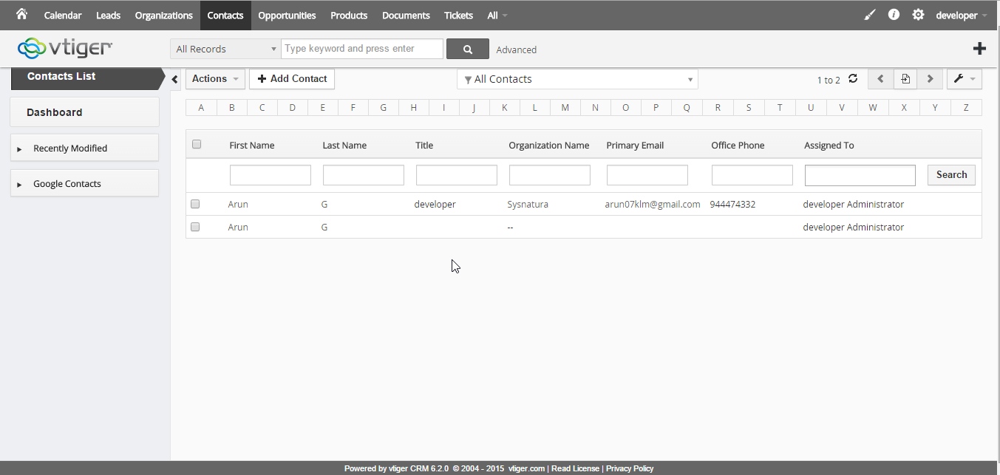 Calendar Leads Organizations Contacts Opportunities Products Documents Tickets All developer
vtiger All Records Type keyword and press enter Advanced
Contacts List Actions Add Contact All Contacts 1 to 2
A B C D E F G H I J K L M N O P Q R S T U V W X Y Z
Dashboard
Recently Modified
Google Contacts
First Name Last Name Title Organization Name Primary Email Office Phone Assigned To
Search
Arun G developer Sysnatura arun07klm@gmail.com 944474332 developer Administrator
Arun G -- developer Administrator
Powered by vtiger CRM 6.2.0 © 2004 - 2015 vtiger.com | Read License | Privacy Policy